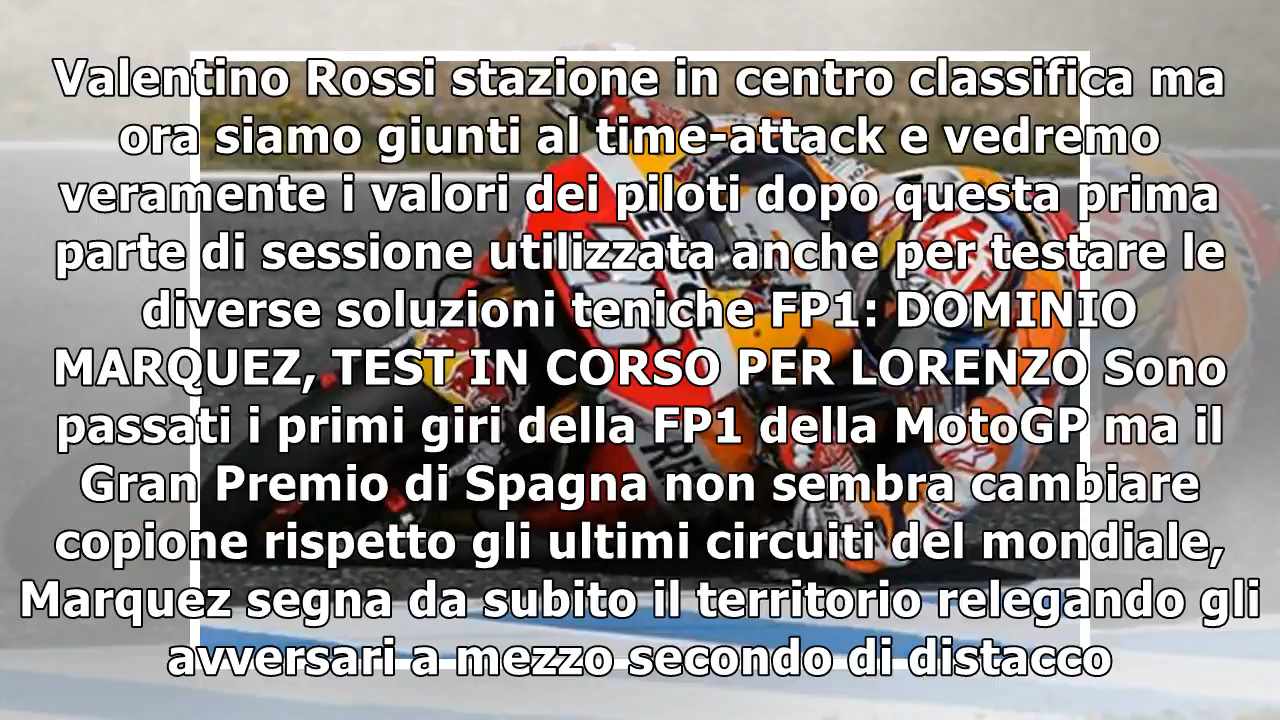 Valentino Rossi stazione in centro classifica ma
ora siamo giunti al time-attack e vedremo
veramente i valori dei piloti dopo questa prima
parte di sessione utilizzata anche per testare le
diverse soluzioni teniche FP1: DOMINIO
MARQUEZ, TEST IN CORSO PER LORENZO Sono
passati i primi giri della FP1 della MotoGP ma il
Gran Premio di Spagna non sembra cambiare
copione rispetto gli ultimi circuiti del mondiale,
Marquez segna da subito il territorio relegando gli
avversari a mezzo secondo di distacco